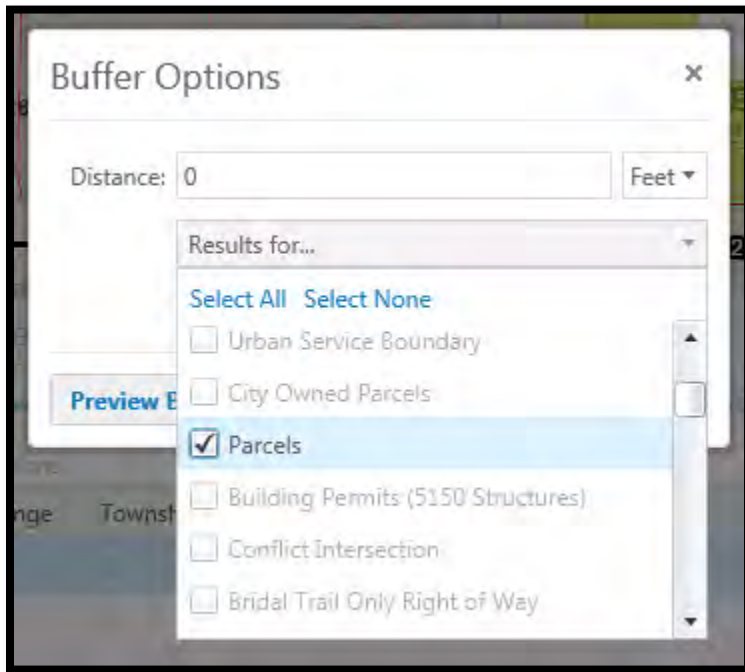 Buffer Options ×
Distance: 0 Feet
Results for...
Select All Select None
Urban Service Boundary
City Owned Parcels
Preview
Parcels
Building Permits (5150 Structures)
Conflict Intersection
Bridal Trail Only Right of Way